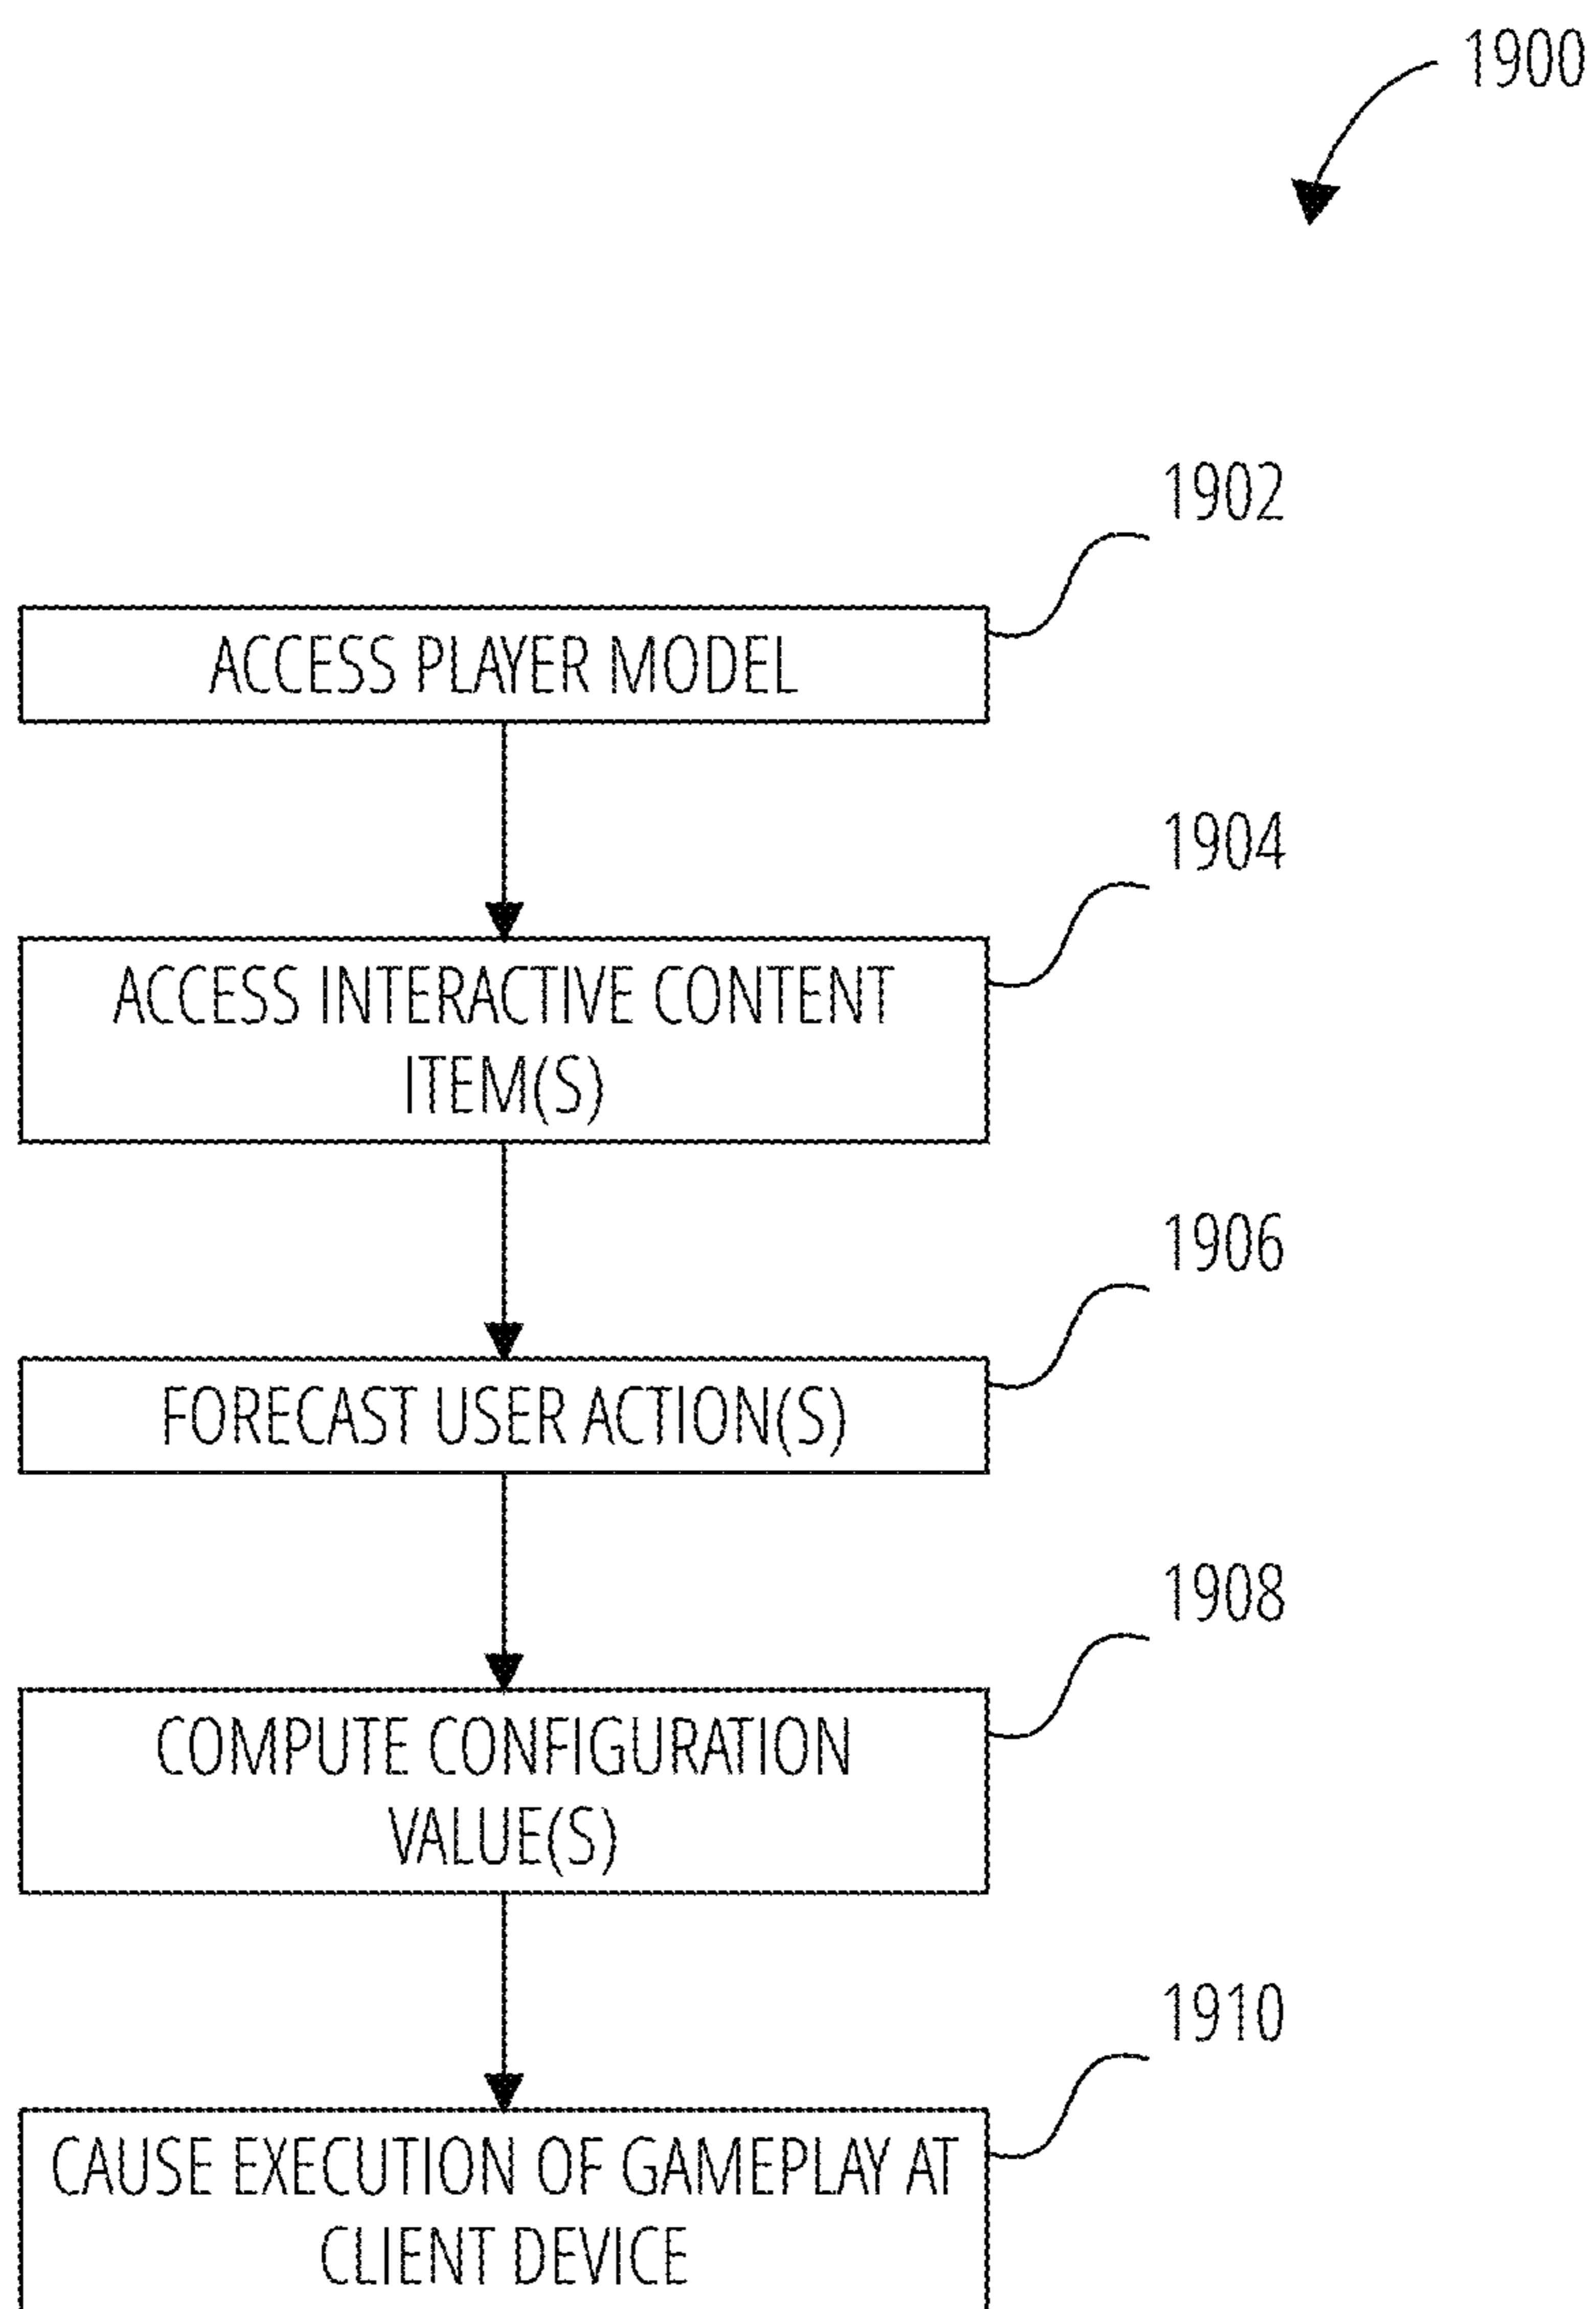 1900
1902
ACCESS PLAYER MODEL
1904
ACCESS INTERACTIVE CONTENT
ITEM(S)
1906
FORECAST USER ACTION(S)
1908
COMPUTE CONFIGURATION
VALUE(S)
1910
CAUSE EXECUTION OF GAMEPLAY AT
CLIENT DEVICE